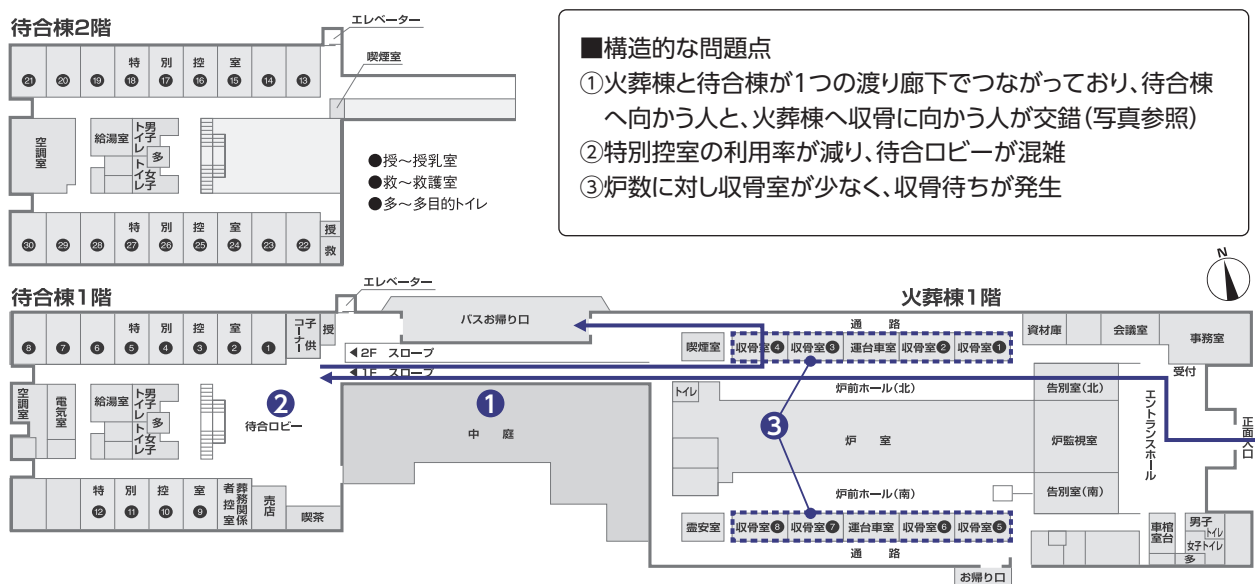 待合棟2階
エレベーター
喫煙室
特 別 控 室
㉑ ⑳ ⑲ ⑱ ⑰ ⑯ ⑮ ⑭ ⑬
空調室
給湯室
男子トイレ
多
女子トイレ
●授〜授乳室
●救〜救護室
●多〜多目的トイレ
特 別 控 室
㉚ ㉙ ㉘ ㉗ ㉖ ㉕ ㉔ ㉓ ㉒
授
救
■構造的な問題点
①火葬棟と待合棟が1つの渡り廊下でつながっており、待合棟
へ向かう人と、火葬棟へ収骨に向かう人が交錯(写真参照)
②特別控室の利用率が減り、待合ロビーが混雑
③炉数に対し収骨室が少なく、収骨待ちが発生
N
待合棟1階
エレベーター
火葬棟1階
特 別 控 室
⑧ ⑦ ⑥ ⑤ ④ ③ ② ①
子供コーナー
授
バスお帰り口
通 路
喫煙室
収骨室④
収骨室③
運台車室
収骨室②
収骨室①
資材庫
会議室
事務室
◀2F スロープ
◀1F スロープ
受付
空調室
電気室
給湯室
男子トイレ
多
女子トイレ
②
待合ロビー
①
中 庭
トイレ
炉前ホール(北)
告別室(北)
③
炉 室
炉監視室
エントランスホール
正面入口
炉前ホール(南)
告別室(南)
特 別 控 室
⑫ ⑪ ⑩ ⑨
葬務関係者控室
売店
喫茶
霊安室
収骨室⑧
収骨室⑦
運台車室
収骨室⑥
収骨室⑤
通 路
棺台車室
男子トイレ
女子トイレ
多
お帰り口